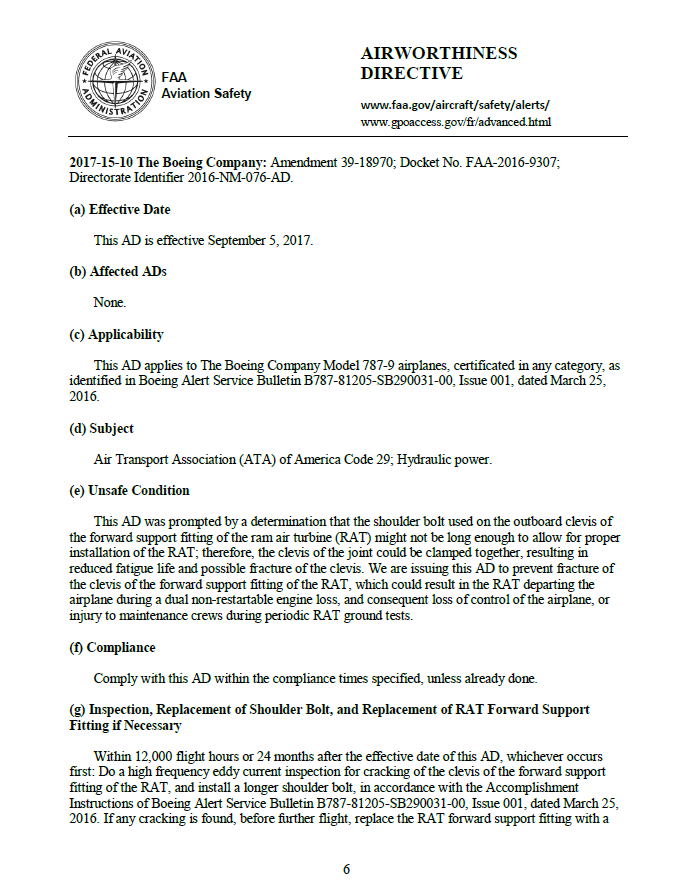 FEDERAL AVIATION
ADMINISTRATION
FAA
Aviation Safety
AIRWORTHINESS
DIRECTIVE
www.faa.gov/aircraft/safety/alerts/
www.gpoaccess.gov/fr/advanced.html
2017-15-10 The Boeing Company: Amendment 39-18970; Docket No. FAA-2016-9307;
Directorate Identifier 2016-NM-076-AD.
(a) Effective Date
This AD is effective September 5, 2017.
(b) Affected ADs
None.
(c) Applicability
This AD applies to The Boeing Company Model 787-9 airplanes, certificated in any category, as
identified in Boeing Alert Service Bulletin B787-81205-SB290031-00, Issue 001, dated March 25,
2016.
(d) Subject
Air Transport Association (ATA) of America Code 29; Hydraulic power.
(e) Unsafe Condition
This AD was prompted by a determination that the shoulder bolt used on the outboard clevis of
the forward support fitting of the ram air turbine (RAT) might not be long enough to allow for proper
installation of the RAT; therefore, the clevis of the joint could be clamped together, resulting in
reduced fatigue life and possible fracture of the clevis. We are issuing this AD to prevent fracture of
the clevis of the forward support fitting of the RAT, which could result in the RAT departing the
airplane during a dual non-restartable engine loss, and consequent loss of control of the airplane, or
injury to maintenance crews during periodic RAT ground tests.
(f) Compliance
Comply with this AD within the compliance times specified, unless already done.
(g) Inspection, Replacement of Shoulder Bolt, and Replacement of RAT Forward Support
Fitting if Necessary
Within 12,000 flight hours or 24 months after the effective date of this AD, whichever occurs
first: Do a high frequency eddy current inspection for cracking of the clevis of the forward support
fitting of the RAT, and install a longer shoulder bolt, in accordance with the Accomplishment
Instructions of Boeing Alert Service Bulletin B787-81205-SB290031-00, Issue 001, dated March 25,
2016. If any cracking is found, before further flight, replace the RAT forward support fitting with a
6